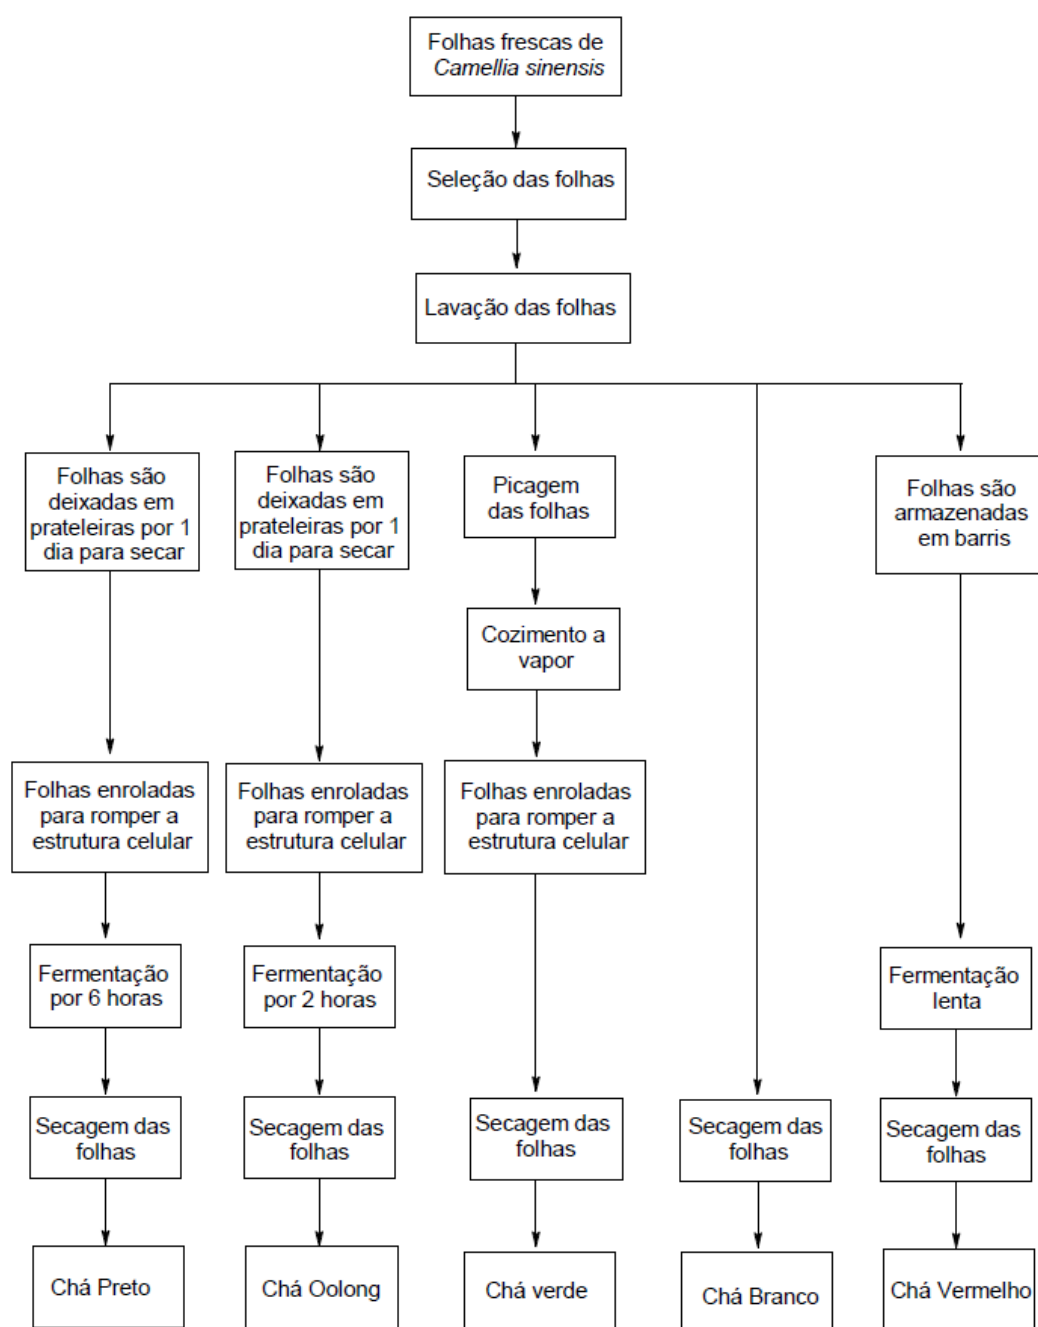 Folhas frescas de
Camellia sinensis
Seleção das folhas
Lavação das folhas
Folhas são
deixadas em
prateleiras por 1
dia para secar
Folhas são
deixadas em
prateleiras por 1
dia para secar
Picagem
das folhas
Folhas são
armazenadas
em barris
Cozimento a
vapor
Folhas enroladas
para romper a
estrutura celular
Folhas enroladas
para romper a
estrutura celular
Folhas enroladas
para romper a
estrutura celular
Fermentação
por 6 horas
Fermentação
por 2 horas
Fermentação
lenta
Secagem das
folhas
Secagem das
folhas
Secagem das
folhas
Secagem das
folhas
Secagem das
folhas
Chá Preto
Chá Oolong
Chá verde
Chá Branco
Chá Vermelho